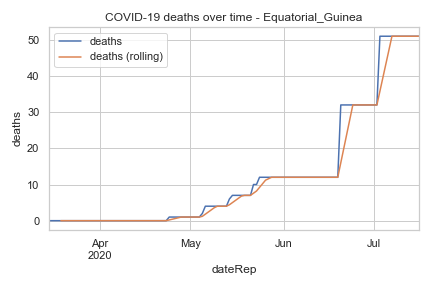 COVID-19 deaths over time - Equatorial_Guinea
deaths
deaths (rolling)
50
40
30
20
10
0
deaths
Apr
2020
May
Jun
Jul
dateRep